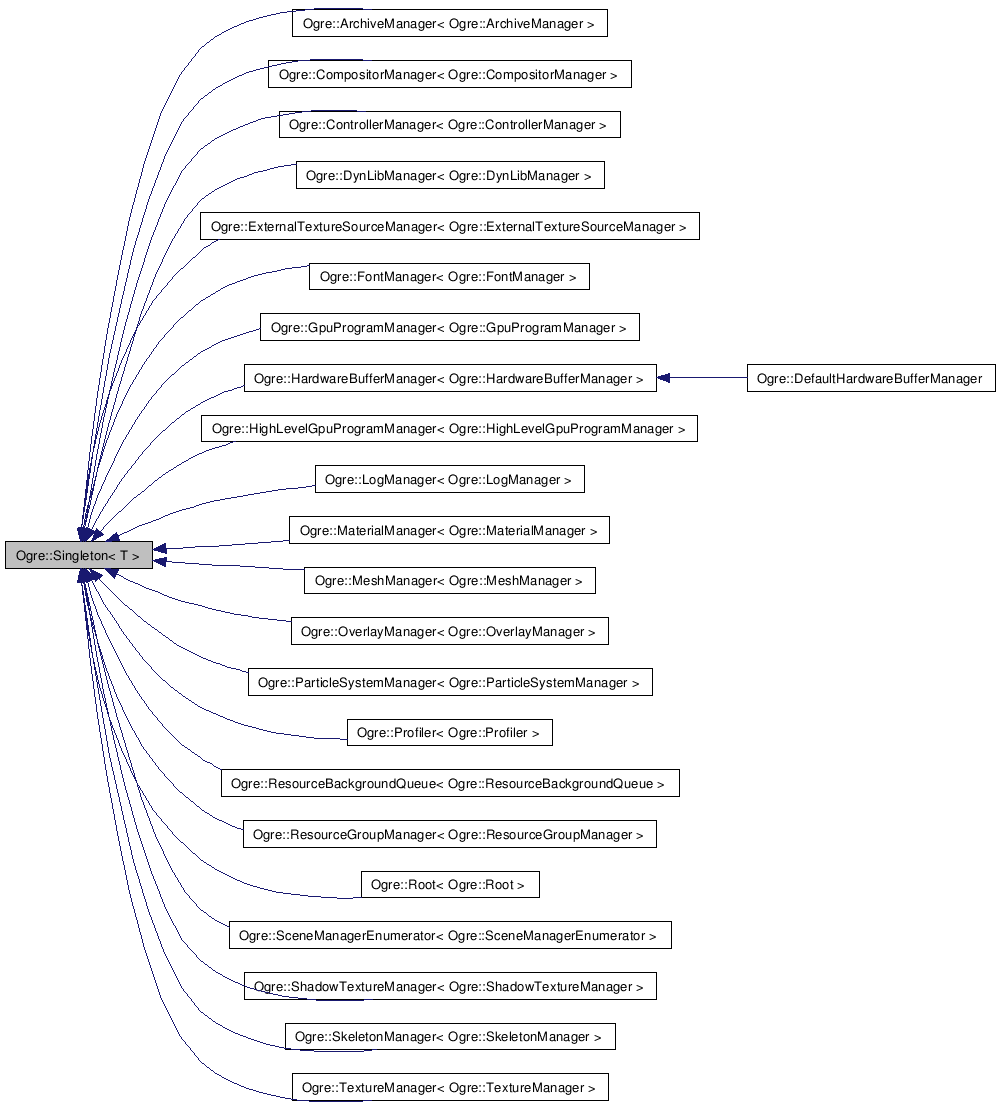 Ogre::ArchiveManager< Ogre::ArchiveManager >
Ogre::CompositorManager< Ogre::CompositorManager >
Ogre::ControllerManager< Ogre::ControllerManager >
Ogre::DynLibManager< Ogre::DynLibManager >
Ogre::ExternalTextureSourceManager< Ogre::ExternalTextureSourceManager >
Ogre::FontManager< Ogre::FontManager >
Ogre::GpuProgramManager< Ogre::GpuProgramManager >
Ogre::HardwareBufferManager< Ogre::HardwareBufferManager >
Ogre::DefaultHardwareBufferManager
Ogre::HighLevelGpuProgramManager< Ogre::HighLevelGpuProgramManager >
Ogre::LogManager< Ogre::LogManager >
Ogre::MaterialManager< Ogre::MaterialManager >
Ogre::Singleton< T >
Ogre::MeshManager< Ogre::MeshManager >
Ogre::OverlayManager< Ogre::OverlayManager >
Ogre::ParticleSystemManager< Ogre::ParticleSystemManager >
Ogre::Profiler< Ogre::Profiler >
Ogre::ResourceBackgroundQueue< Ogre::ResourceBackgroundQueue >
Ogre::ResourceGroupManager< Ogre::ResourceGroupManager >
Ogre::Root< Ogre::Root >
Ogre::SceneManagerEnumerator< Ogre::SceneManagerEnumerator >
Ogre::ShadowTextureManager< Ogre::ShadowTextureManager >
Ogre::SkeletonManager< Ogre::SkeletonManager >
Ogre::TextureManager< Ogre::TextureManager >